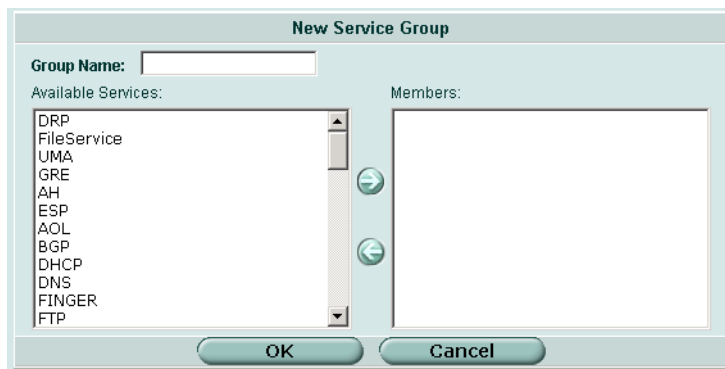 New Service Group
Group Name:
Available Services:
Members:
DRP
FileService
UMA
GRE
AH
ESP
AOL
BGP
DHCP
DNS
FINGER
FTP
OK
Cancel